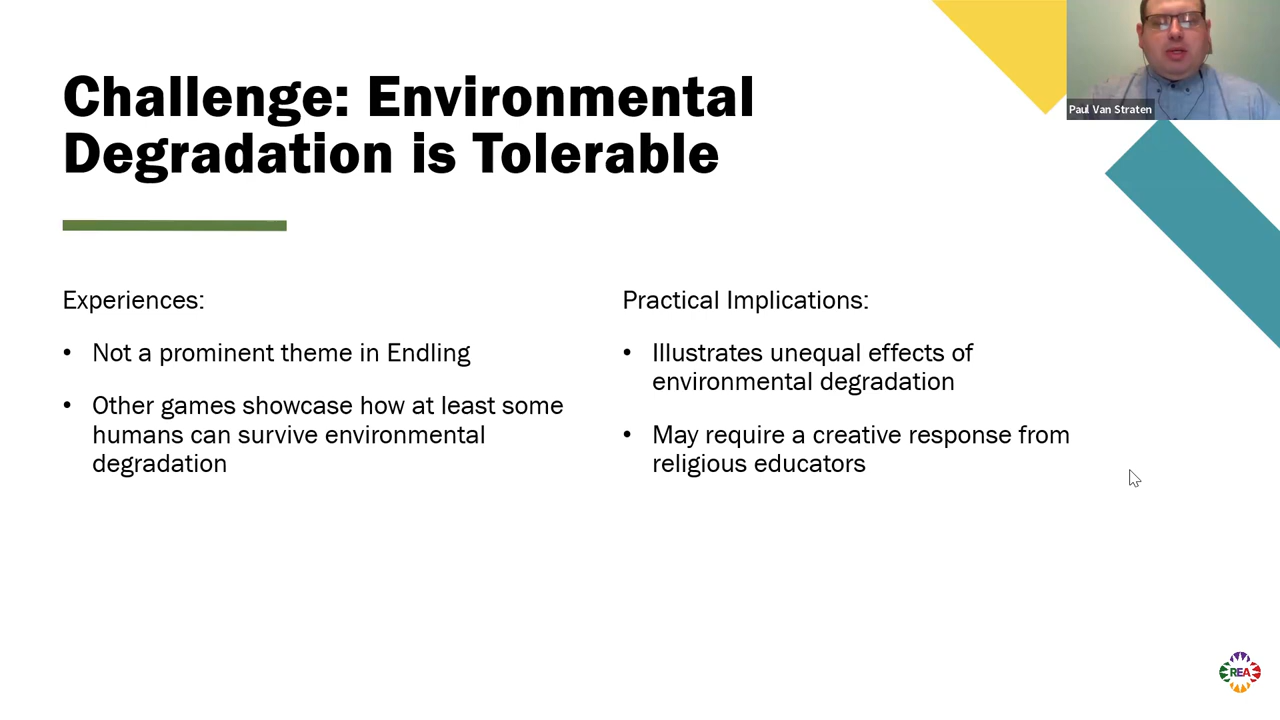 Challenge: Environmental
Degradation is Tolerable
Paul Van Straten
Experiences:
• Not a prominent theme in Endling
• Other games showcase how at least some
humans can survive environmental
degradation
Practical Implications:
• Illustrates unequal effects of
environmental degradation
• May require a creative response from
religious educators
REA